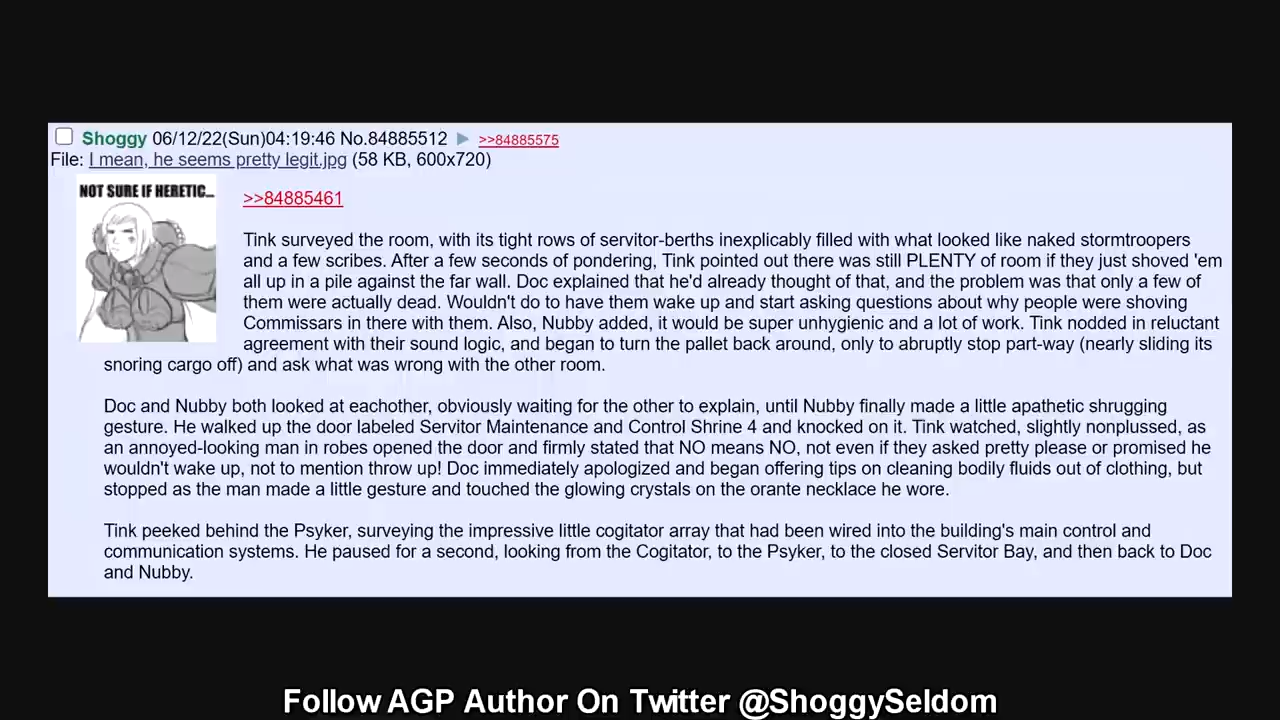 Shoggy 06/12/22(Sun)04:19:46 No.84885512 ▶ >>84885575
File: I mean, he seems pretty legit.jpg (58 KB, 600x720)
NOT SURE IF HERETIC...
>>84885461
Tink surveyed the room, with its tight rows of servitor-berths inexplicably filled with what looked like naked stormtroopers
and a few scribes. After a few seconds of pondering, Tink pointed out there was still PLENTY of room if they just shoved 'em
all up in a pile against the far wall. Doc explained that he'd already thought of that, and the problem was that only a few of
them were actually dead. Wouldn't do to have them wake up and start asking questions about why people were shoving
Commissars in there with them. Also, Nubby added, it would be super unhygienic and a lot of work. Tink nodded in reluctant
agreement with their sound logic, and began to turn the pallet back around, only to abruptly stop part-way (nearly sliding its
snoring cargo off) and ask what was wrong with the other room.
Doc and Nubby both looked at eachother, obviously waiting for the other to explain, until Nubby finally made a little apathetic shrugging
gesture. He walked up the door labeled Servitor Maintenance and Control Shrine 4 and knocked on it. Tink watched, slightly nonplussed, as
an annoyed-looking man in robes opened the door and firmly stated that NO means NO, not even if they asked pretty please or promised he
wouldn't wake up, not to mention throw up! Doc immediately apologized and began offering tips on cleaning bodily fluids out of clothing, but
stopped as the man made a little gesture and touched the glowing crystals on the orante necklace he wore.
Tink peeked behind the Psyker, surveying the impressive little cogitator array that had been wired into the building's main control and
communication systems. He paused for a second, looking from the Cogitator, to the Psyker, to the closed Servitor Bay, and then back to Doc
and Nubby.
Follow AGP Author On Twitter @ShoggySeldom